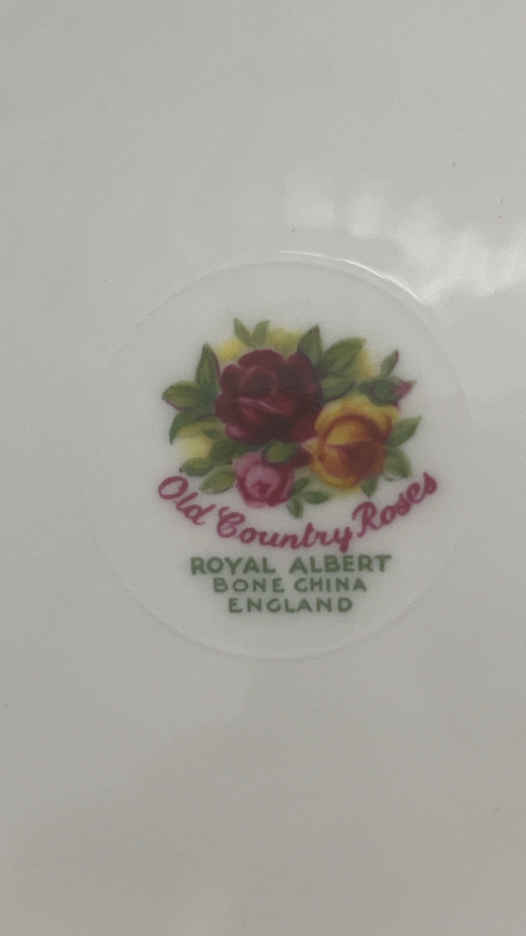 Old Country Roses
ROYAL ALBERT
BONE CHINA
ENGLAND